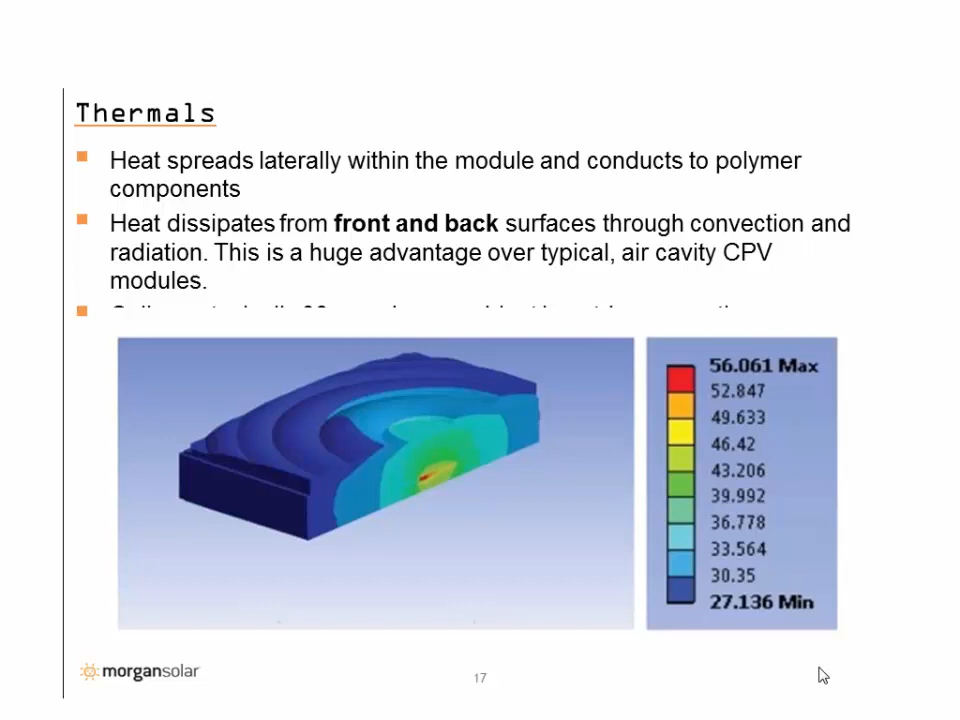 Thermals
Heat spreads laterally within the module and conducts to polymer
components
Heat dissipates from front and back surfaces through convection and
radiation. This is a huge advantage over typical, air cavity CPV
modules.
56.061 Max
52.847
49.633
46.42
43.206
39.992
36.778
33.564
30.35
27.136 Min
morgansolar
17